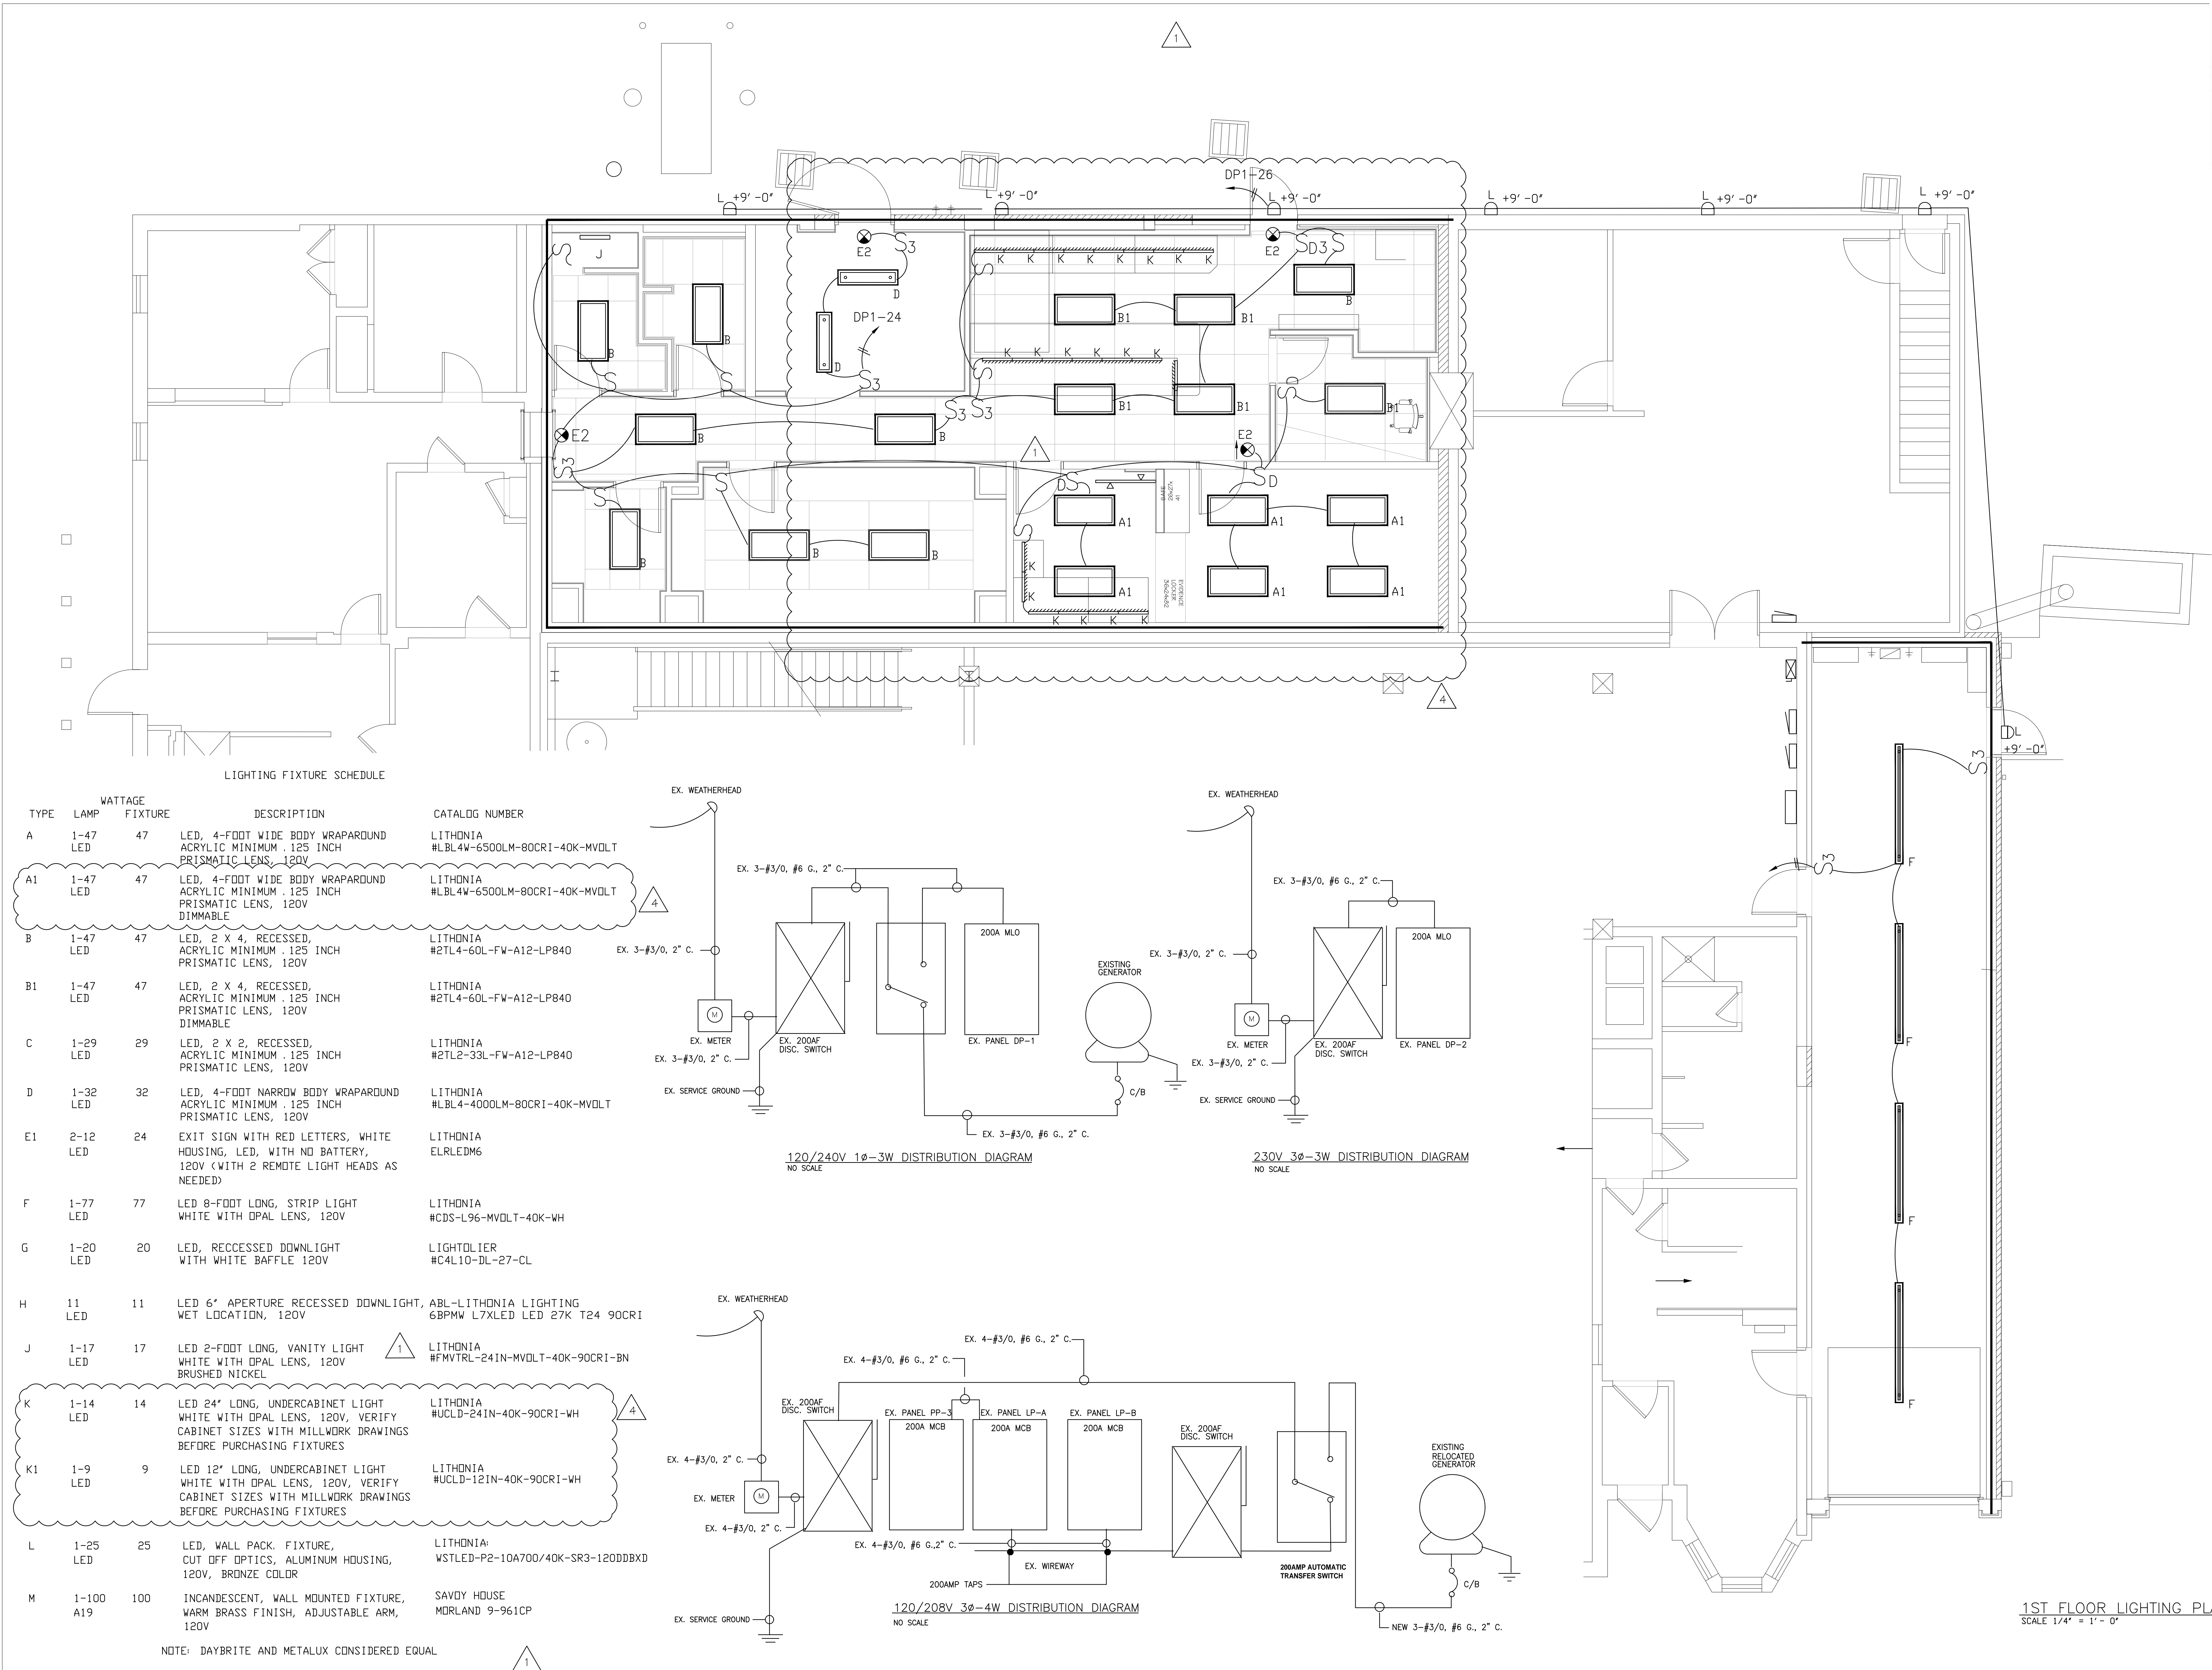 1
DP1-26
L +9'-0"
L +9'-0"
L +9'-0"
L +9'-0"
L +9'-0"
L +9'-0"
S
J
E2
S3
E2
SD3 S
D
K K K K K K K K
S
B
B
DP1-24
B1
B1
B
D
K K K K K K
S
S
S3
S
SD
S3 S3
B1
B1
B1
E2
B
B
E2
1
S3
S
S
DS
SD
SAFE
26x27x
41
A1
A1
A1
B
B
B
S
K
K
A1
A1
A1
EVIDENCE
LOCKER
36x24x82
K K K K
4
DL
+9'-0"
S3
F
S3
F
F
F
LIGHTING FIXTURE SCHEDULE
WATTAGE
TYPE LAMP FIXTURE DESCRIPTION CATALOG NUMBER
A 1-47 47 LED, 4-FOOT WIDE BODY WRAPAROUND LITHONIA
LED ACRYLIC MINIMUM .125 INCH #LBL4W-6500LM-80CRI-40K-MVOLT
PRISMATIC LENS, 120V
A1 1-47 47 LED, 4-FOOT WIDE BODY WRAPAROUND LITHONIA
LED ACRYLIC MINIMUM .125 INCH #LBL4W-6500LM-80CRI-40K-MVOLT
PRISMATIC LENS, 120V
DIMMABLE
4
B 1-47 47 LED, 2 X 4, RECESSED, LITHONIA
LED ACRYLIC MINIMUM .125 INCH #2TL4-60L-FW-A12-LP840
PRISMATIC LENS, 120V
B1 1-47 47 LED, 2 X 4, RECESSED, LITHONIA
LED ACRYLIC MINIMUM .125 INCH #2TL4-60L-FW-A12-LP840
PRISMATIC LENS, 120V
DIMMABLE
C 1-29 29 LED, 2 X 2, RECESSED, LITHONIA
LED ACRYLIC MINIMUM .125 INCH #2TL2-33L-FW-A12-LP840
PRISMATIC LENS, 120V
D 1-32 32 LED, 4-FOOT NARROW BODY WRAPAROUND LITHONIA
LED ACRYLIC MINIMUM .125 INCH #LBL4-4000LM-80CRI-40K-MVOLT
PRISMATIC LENS, 120V
E1 2-12 24 EXIT SIGN WITH RED LETTERS, WHITE LITHONIA
LED HOUSING, LED, WITH NO BATTERY, ELRLEDM6
120V (WITH 2 REMOTE LIGHT HEADS AS
NEEDED)
F 1-77 77 LED 8-FOOT LONG, STRIP LIGHT LITHONIA
LED WHITE WITH OPAL LENS, 120V #CDS-L96-MVOLT-40K-WH
G 1-20 20 LED, RECCESSED DOWNLIGHT LIGHTOLIER
LED WITH WHITE BAFFLE 120V #C4L10-DL-27-CL
H 11 11 LED 6" APERTURE RECESSED DOWNLIGHT, ABL-LITHONIA LIGHTING
LED WET LOCATION, 120V 6BPMW L7XLED LED 27K T24 90CRI
J 1-17 17 LED 2-FOOT LONG, VANITY LIGHT 1 LITHONIA
LED WHITE WITH OPAL LENS, 120V #FMVTRL-24IN-MVOLT-40K-90CRI-BN
BRUSHED NICKEL
K 1-14 14 LED 24" LONG, UNDERCABINET LIGHT LITHONIA
LED WHITE WITH OPAL LENS, 120V, VERIFY #UCLD-24IN-40K-90CRI-WH
CABINET SIZES WITH MILLWORK DRAWINGS
BEFORE PURCHASING FIXTURES
4
K1 1-9 9 LED 12" LONG, UNDERCABINET LIGHT LITHONIA
LED WHITE WITH OPAL LENS, 120V, VERIFY #UCLD-12IN-40K-90CRI-WH
CABINET SIZES WITH MILLWORK DRAWINGS
BEFORE PURCHASING FIXTURES
L 1-25 25 LED, WALL PACK. FIXTURE, LITHONIA:
LED CUT OFF OPTICS, ALUMINUM HOUSING, WSTLED-P2-10A700/40K-SR3-120DDBXD
120V, BRONZE COLOR
M 1-100 100 INCANDESCENT, WALL MOUNTED FIXTURE, SAVOY HOUSE
A19 WARM BRASS FINISH, ADJUSTABLE ARM, MORLAND 9-961CP
120V
NOTE: DAYBRITE AND METALUX CONSIDERED EQUAL
1
EX. WEATHERHEAD
EX. 3-#3/0, #6 G., 2" C.
200A MLO
EX. 3-#3/0, 2" C.
EXISTING
GENERATOR
M
EX. METER
EX. 200AF
DISC. SWITCH
EX. PANEL DP-1
EX. 3-#3/0, 2" C.
EX. SERVICE GROUND
C/B
EX. 3-#3/0, #6 G., 2" C.
120/240V 1ø-3W DISTRIBUTION DIAGRAM
NO SCALE
EX. WEATHERHEAD
EX. 3-#3/0, #6 G., 2" C.
200A MLO
EX. 3-#3/0, 2" C.
M
EX. METER
EX. 200AF
DISC. SWITCH
EX. PANEL DP-2
EX. 3-#3/0, 2" C.
EX. SERVICE GROUND
230V 3ø-3W DISTRIBUTION DIAGRAM
NO SCALE
EX. WEATHERHEAD
EX. 4-#3/0, #6 G., 2" C.
EX. 4-#3/0, #6 G., 2" C.
EX. 200AF
DISC. SWITCH
EX. PANEL PP-3
200A MCB
EX. PANEL LP-A
200A MCB
EX. PANEL LP-B
200A MCB
EX. 200AF
DISC. SWITCH
EXISTING
RELOCATED
GENERATOR
EX. 4-#3/0, 2" C.
M
EX. METER
EX. 4-#3/0, 2" C.
EX. 4-#3/0, #6 G.,2" C.
EX. WIREWAY
200AMP TAPS
200AMP AUTOMATIC
TRANSFER SWITCH
C/B
EX. SERVICE GROUND
NEW 3-#3/0, #6 G., 2" C.
120/208V 3ø-4W DISTRIBUTION DIAGRAM
NO SCALE
1ST FLOOR LIGHTING PLA
SCALE 1/4" = 1'- 0"